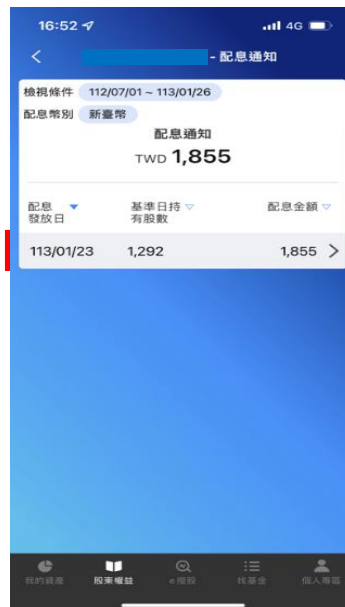 16:52
4G
- 配息通知
檢視條件 112/07/01 ~ 113/01/26
配息幣別 新臺幣
配息通知
TWD 1,855
配息發放日 基準日持有股數 配息金額
113/01/23 1,292 1,855
我的資產 股東權益 e投股 找基金 個人專區